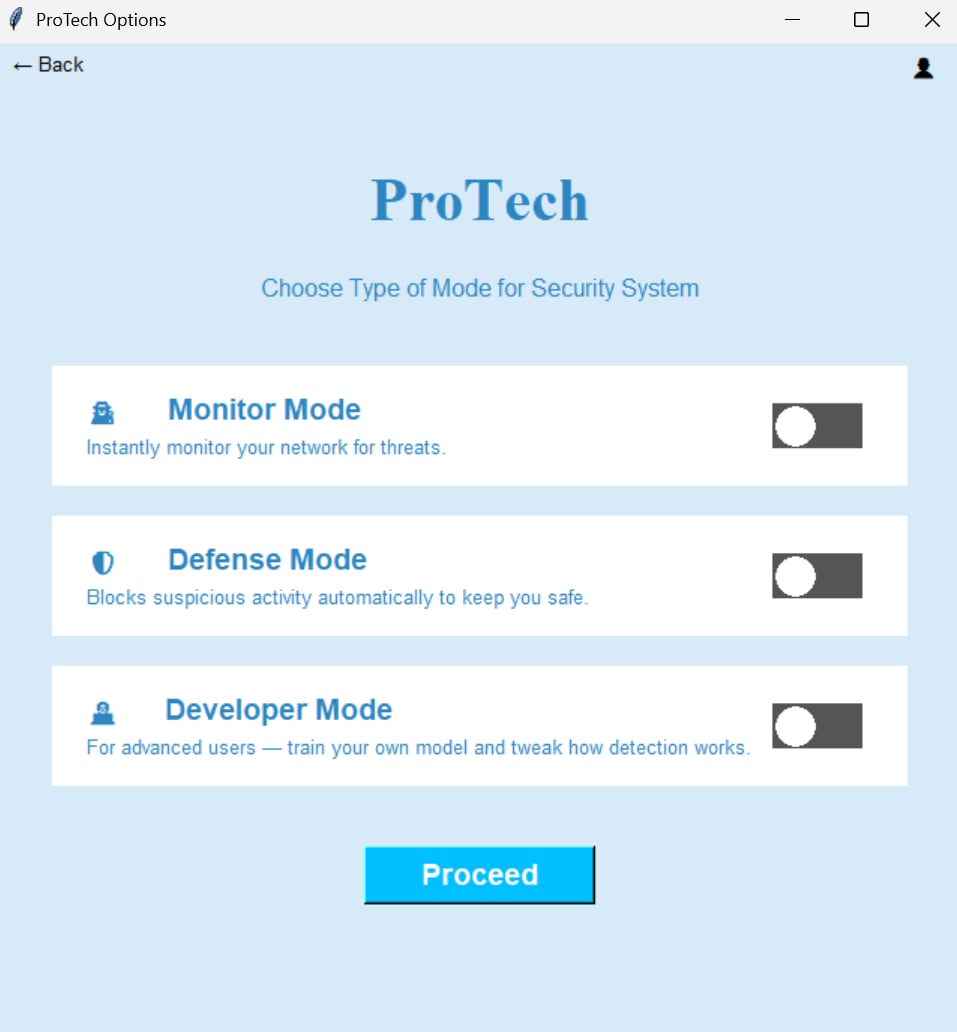 ProTech Options
← Back
ProTech
Choose Type of Mode for Security System
Monitor Mode
Instantly monitor your network for threats.
Defense Mode
Blocks suspicious activity automatically to keep you safe.
Developer Mode
For advanced users — train your own model and tweak how detection works.
Proceed